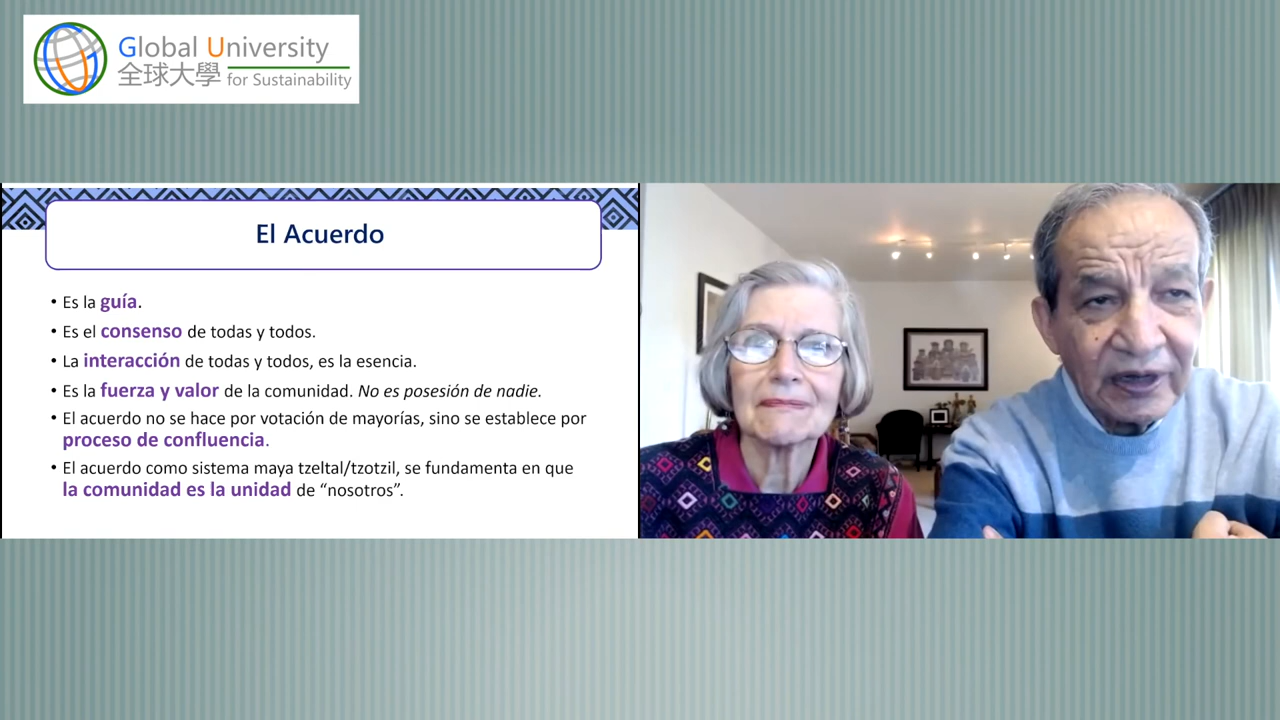 Global University
全球大學 for Sustainability
El Acuerdo
• Es la guía.
• Es el consenso de todas y todos.
• La interacción de todas y todos, es la esencia.
• Es la fuerza y valor de la comunidad. No es posesión de nadie.
• El acuerdo no se hace por votación de mayorías, sino se establece por
proceso de confluencia.
• El acuerdo como sistema maya tzeltal/tzotzil, se fundamenta en que
la comunidad es la unidad de “nosotros”.